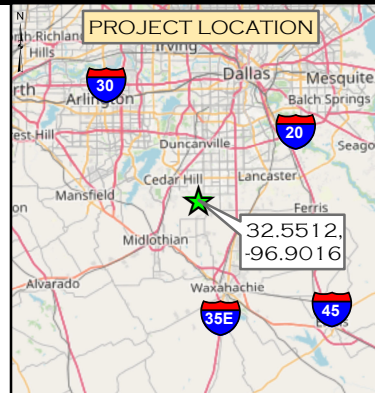 N
PROJECT LOCATION
Irving
Hills
Dallas
Mesquite
30
Arlington
Balch Springs
20
Duncanville
Cedar Hill
Lancaster
Mansfield
Ferris
32.5512,
-96.9016
Midlothian
Alvarado
Waxahachie
35E
45